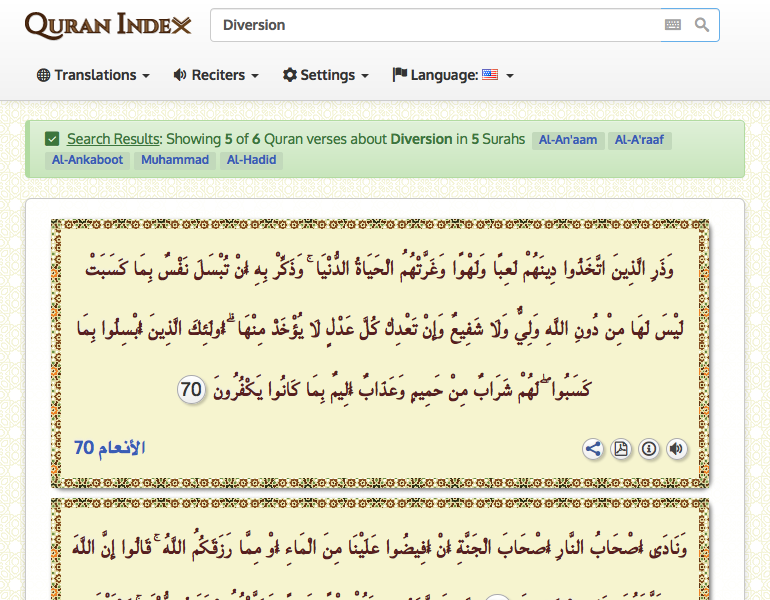 QURAN INDEX
Diversion
Translations Reciters Settings Language:
Search Results: Showing 5 of 6 Quran verses about Diversion in 5 Surahs Al-An'aam Al-A'raaf
Al-Ankaboot Muhammad Al-Hadid
وَذَرِ الَّذِينَ اتَّخَذُوا دِينَهُمْ لَعِبًا وَلَهْوًا وَغَرَّتْهُمُ الْحَيَاةُ الدُّنْيَا ۚ وَذَكِّرْ بِهِ أَنْ تُبْسَلَ نَفْسٌ بِمَا كَسَبَتْ
لَيْسَ لَهَا مِنْ دُونِ اللَّهِ وَلِيٌّ وَلَا شَفِيعٌ وَإِنْ تَعْدِلْ كُلَّ عَدْلٍ لَا يُؤْخَذْ مِنْهَا ۗ أُولَئِكَ الَّذِينَ أُبْسِلُوا بِمَا
كَسَبُوا ۖ لَهُمْ شَرَابٌ مِنْ حَمِيمٍ وَعَذَابٌ أَلِيمٌ بِمَا كَانُوا يَكْفُرُونَ 70
الأنعام 70
وَنَادَى أَصْحَابُ النَّارِ أَصْحَابَ الْجَنَّةِ أَنْ أَفِيضُوا عَلَيْنَا مِنَ الْمَاءِ أَوْ مِمَّا رَزَقَكُمُ اللَّهُ ۚ قَالُوا إِنَّ اللَّهَ